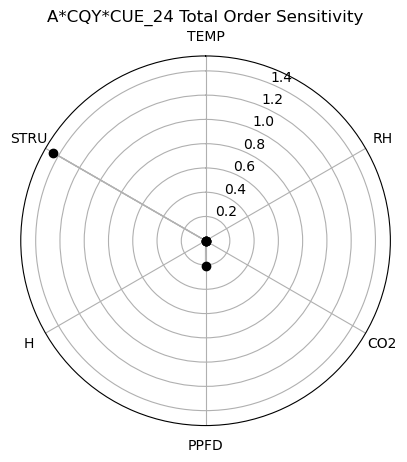 A*CQY*CUE_24 Total Order Sensitivity
TEMP
1.4
1.2
1.0
0.8
0.6
0.4
0.2
STRU
RH
H
CO2
PPFD